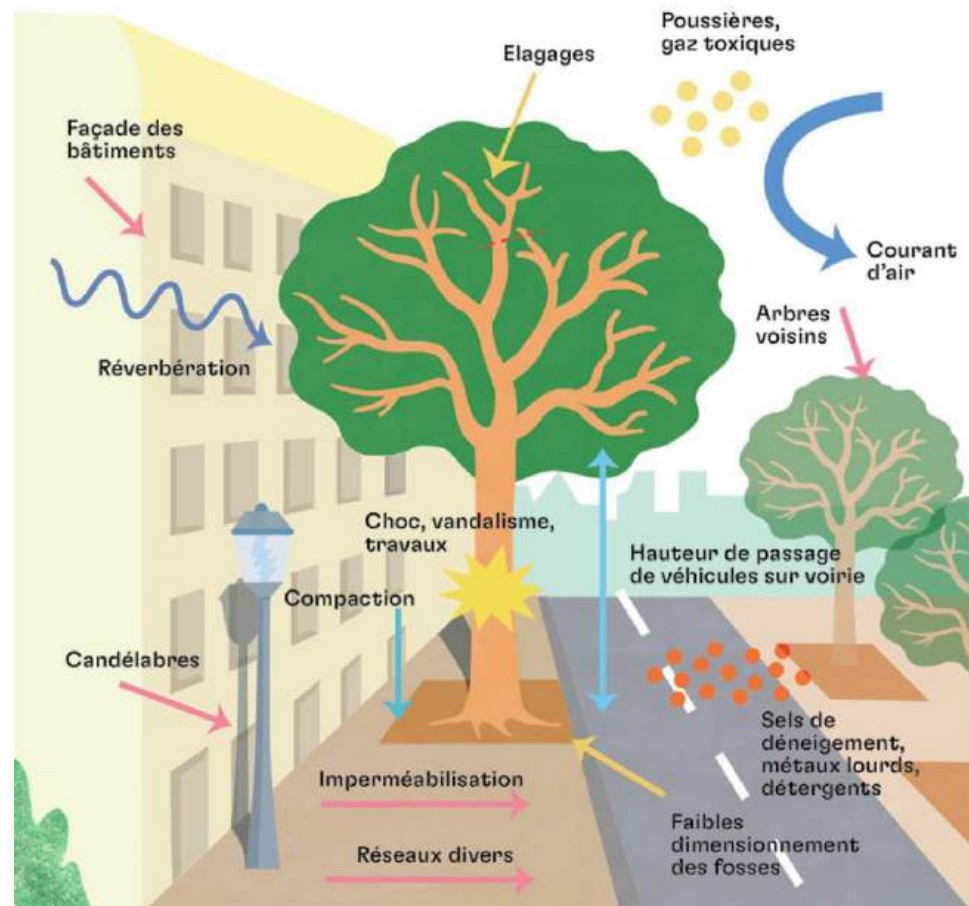 Poussières,
gaz toxiques
Elagages
Façade des
bâtiments
Courant
d'air
Arbres
voisins
Réverbération
Choc, vandalisme,
travaux
Hauteur de passage
de véhicules sur voirie
Compaction
Candélabres
Sels de
déneigement,
métaux lourds,
détergents
Imperméabilisation
Faibles
dimensionnement
des fosses
Réseaux divers